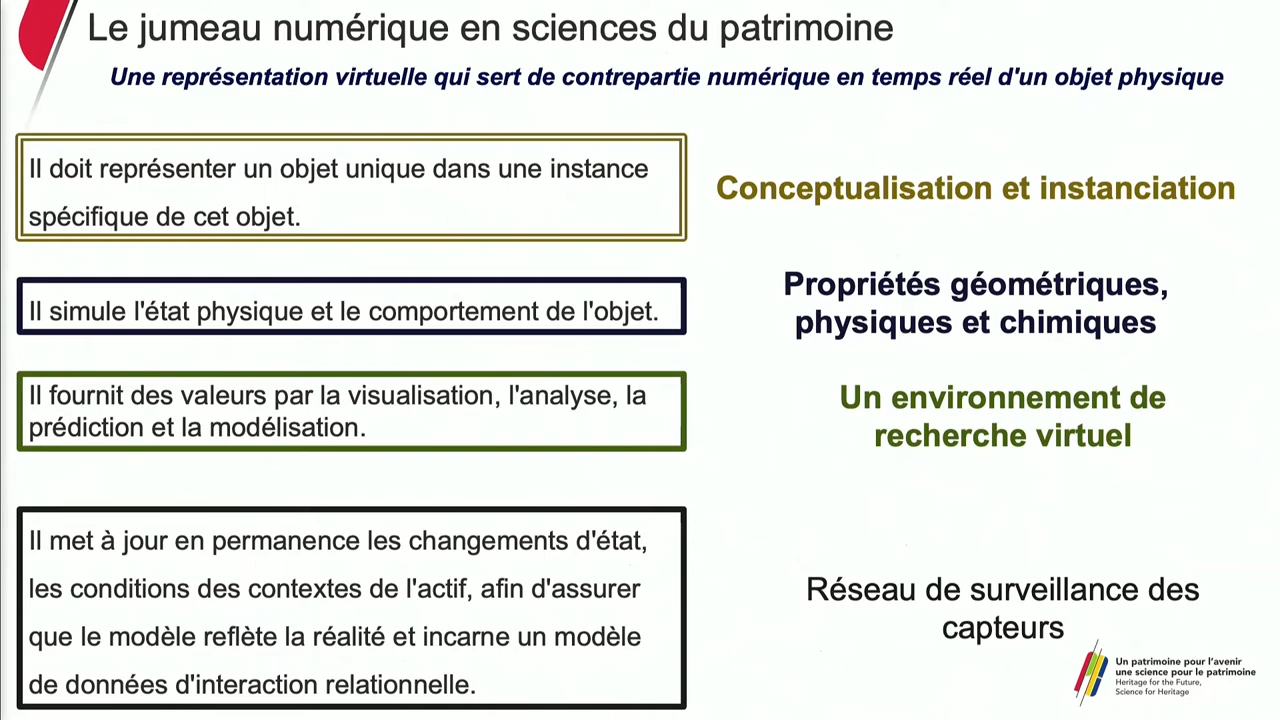 Le jumeau numérique en sciences du patrimoine
Une représentation virtuelle qui sert de contrepartie numérique en temps réel d'un objet physique
Il doit représenter un objet unique dans une instance
spécifique de cet objet.
Conceptualisation et instanciation
Il simule l'état physique et le comportement de l'objet.
Propriétés géométriques,
physiques et chimiques
Il fournit des valeurs par la visualisation, l'analyse, la
prédiction et la modélisation.
Un environnement de
recherche virtuel
Il met à jour en permanence les changements d'état,
les conditions des contextes de l'actif, afin d'assurer
que le modèle reflète la réalité et incarne un modèle
de données d'interaction relationnelle.
Réseau de surveillance des
capteurs
Un patrimoine pour l'avenir
une science pour le patrimoine
Heritage for the Future,
Science for Heritage